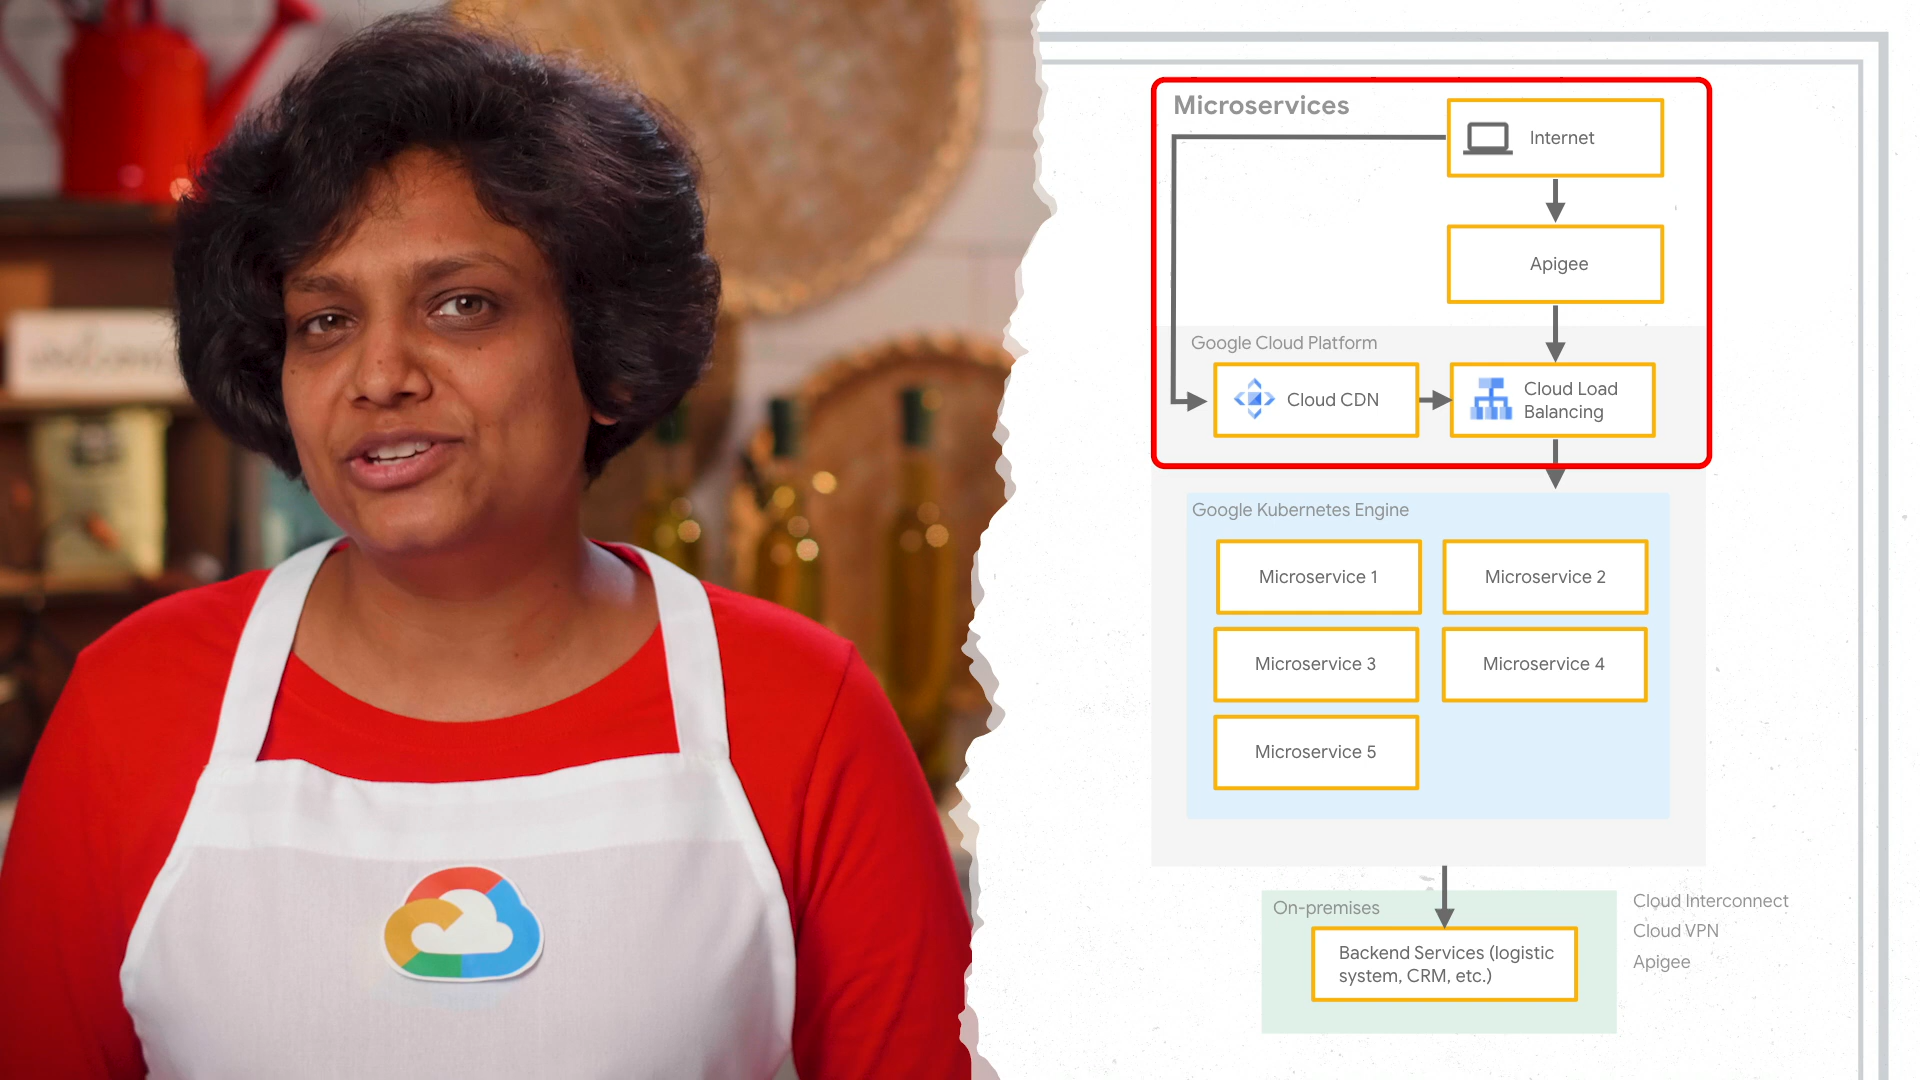 Microservices
Internet
Apigee
Google Cloud Platform
Cloud CDN
Cloud Load
Balancing
Google Kubernetes Engine
Microservice 1
Microservice 2
Microservice 3
Microservice 4
Microservice 5
On-premises
Backend Services (logistic
system, CRM, etc.)
Cloud Interconnect
Cloud VPN
Apigee